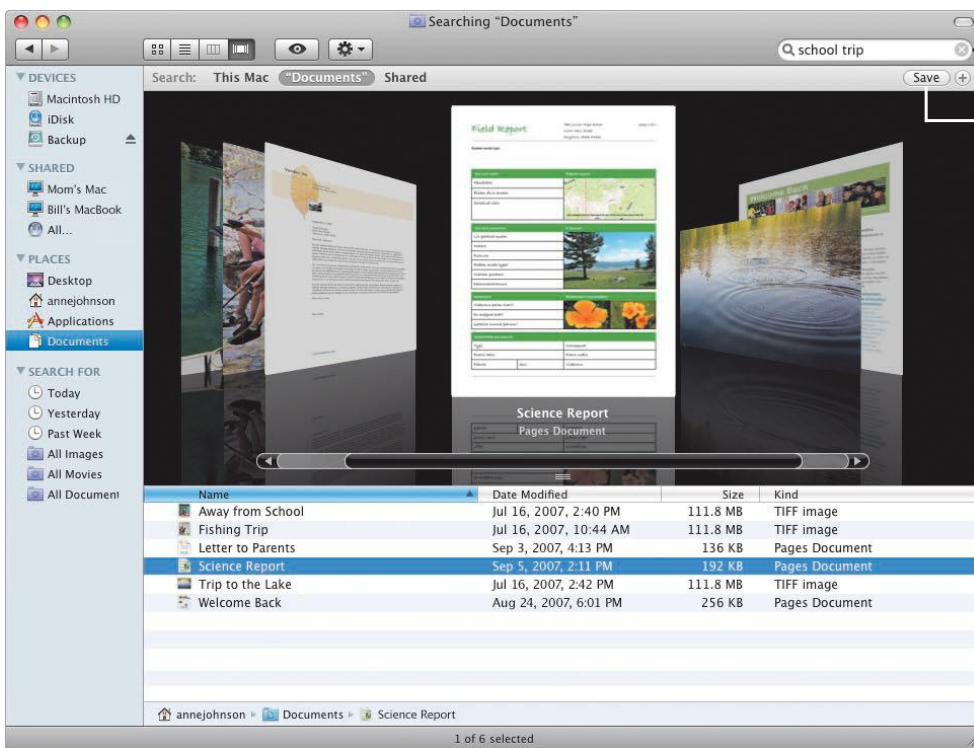 Searching “Documents”
school trip
Search: This Mac “Documents” Shared Save
DEVICES
Macintosh HD
iDisk
Backup
SHARED
Mom's Mac
Bill's MacBook
All...
PLACES
Desktop
annejohnson
Applications
Documents
SEARCH FOR
Today
Yesterday
Past Week
All Images
All Movies
All Document
Field Report
Welcome Back
Science Report
Pages Document
Name Date Modified Size Kind
Away from School Jul 16, 2007, 2:40 PM 111.8 MB TIFF image
Fishing Trip Jul 16, 2007, 10:44 AM 111.8 MB TIFF image
Letter to Parents Sep 3, 2007, 4:13 PM 136 KB Pages Document
Science Report Sep 5, 2007, 2:11 PM 192 KB Pages Document
Trip to the Lake Jul 16, 2007, 2:42 PM 111.8 MB TIFF image
Welcome Back Aug 24, 2007, 6:01 PM 256 KB Pages Document
annejohnson Documents Science Report
1 of 6 selected